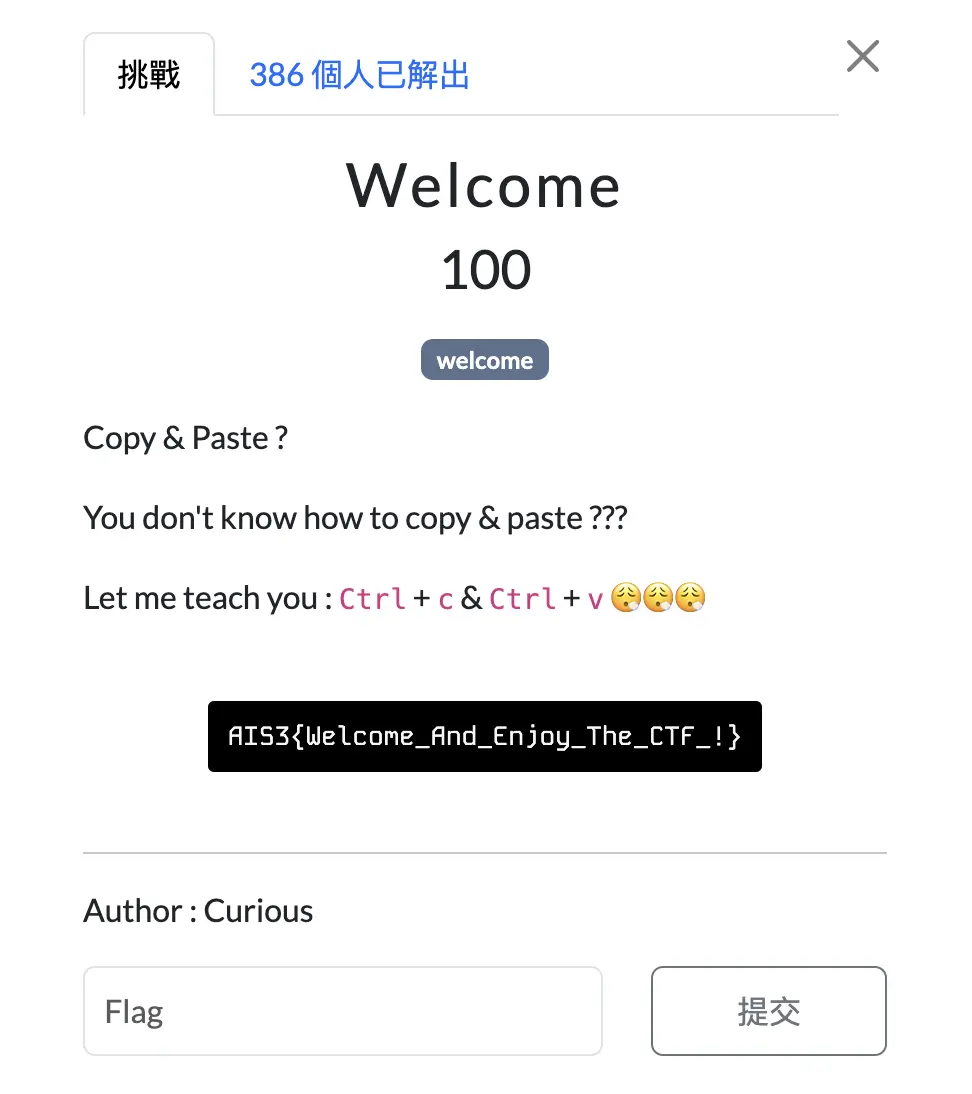 挑戰
386 個人已解出
Welcome
100
welcome
Copy & Paste ?
You don't know how to copy & paste ???
Let me teach you : Ctrl + c & Ctrl + v 😮‍💨😮‍💨😮‍💨
AIS3{Welcome_And_Enjoy_The_CTF_!}
Author : Curious
Flag
提交